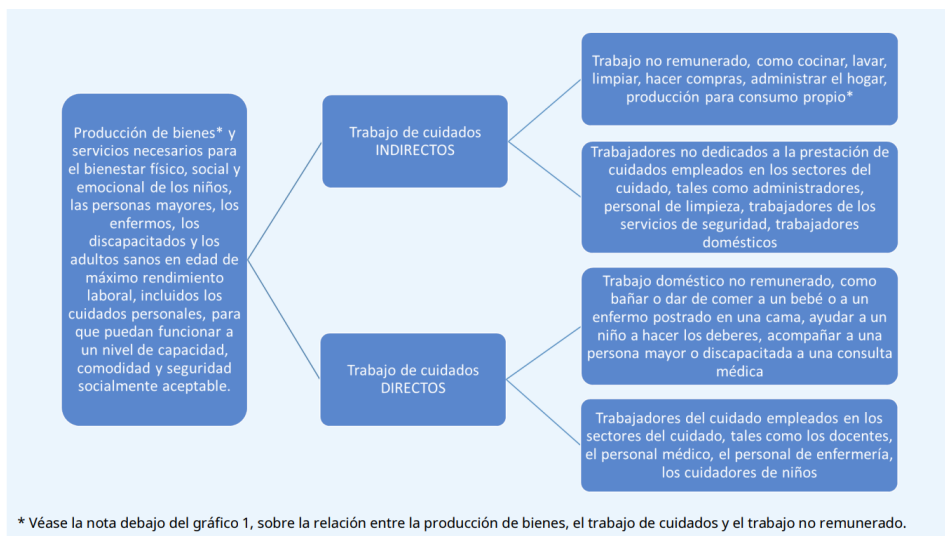 Producción de bienes* y
servicios necesarios para
el bienestar físico, social y
emocional de los niños,
las personas mayores, los
enfermos, los
discapacitados y los
adultos sanos en edad de
máximo rendimiento
laboral, incluidos los
cuidados personales, para
que puedan funcionar a
un nivel de capacidad,
comodidad y seguridad
socialmente aceptable.
Trabajo de cuidados
INDIRECTOS
Trabajo no remunerado, como cocinar, lavar,
limpiar, hacer compras, administrar el hogar,
producción para consumo propio*
Trabajadores no dedicados a la prestación de
cuidados empleados en los sectores del
cuidado, tales como administradores,
personal de limpieza, trabajadores de los
servicios de seguridad, trabajadores
domésticos
Trabajo de cuidados
DIRECTOS
Trabajo doméstico no remunerado, como
bañar o dar de comer a un bebé o a un
enfermo postrado en una cama, ayudar a un
niño a hacer los deberes, acompañar a una
persona mayor o discapacitada a una consulta
médica
Trabajadores del cuidado empleados en los
sectores del cuidado, tales como los docentes,
el personal médico, el personal de enfermería,
los cuidadores de niños
* Véase la nota debajo del gráfico 1, sobre la relación entre la producción de bienes, el trabajo de cuidados y el trabajo no remunerado.